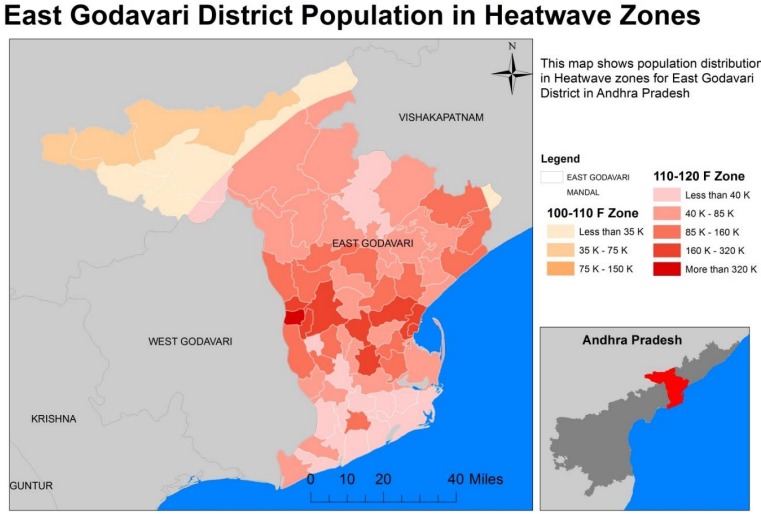 East Godavari District Population in Heatwave Zones
N
This map shows population distribution
in Heatwave zones for East Godavari
District in Andhra Pradesh
VISHAKAPATNAM
EAST GODAVARI
WEST GODAVARI
KRISHNA
GUNTUR
0 10 20 40 Miles
Legend
EAST GODAVARI
MANDAL
100-110 F Zone
Less than 35 K
35 K - 75 K
75 K - 150 K
110-120 F Zone
Less than 40 K
40 K - 85 K
85 K - 160 K
160 K - 320 K
More than 320 K
Andhra Pradesh